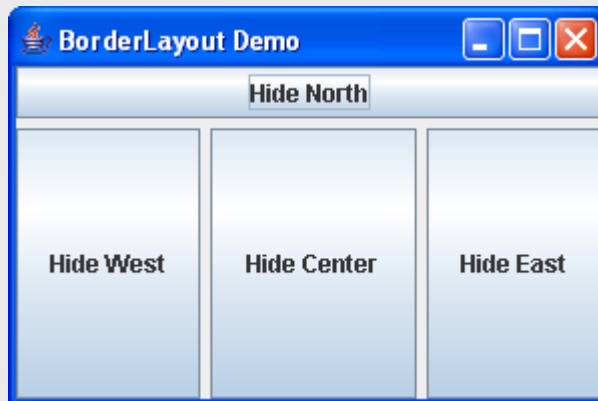 BorderLayout Demo
Hide North
Hide West
Hide Center
Hide East